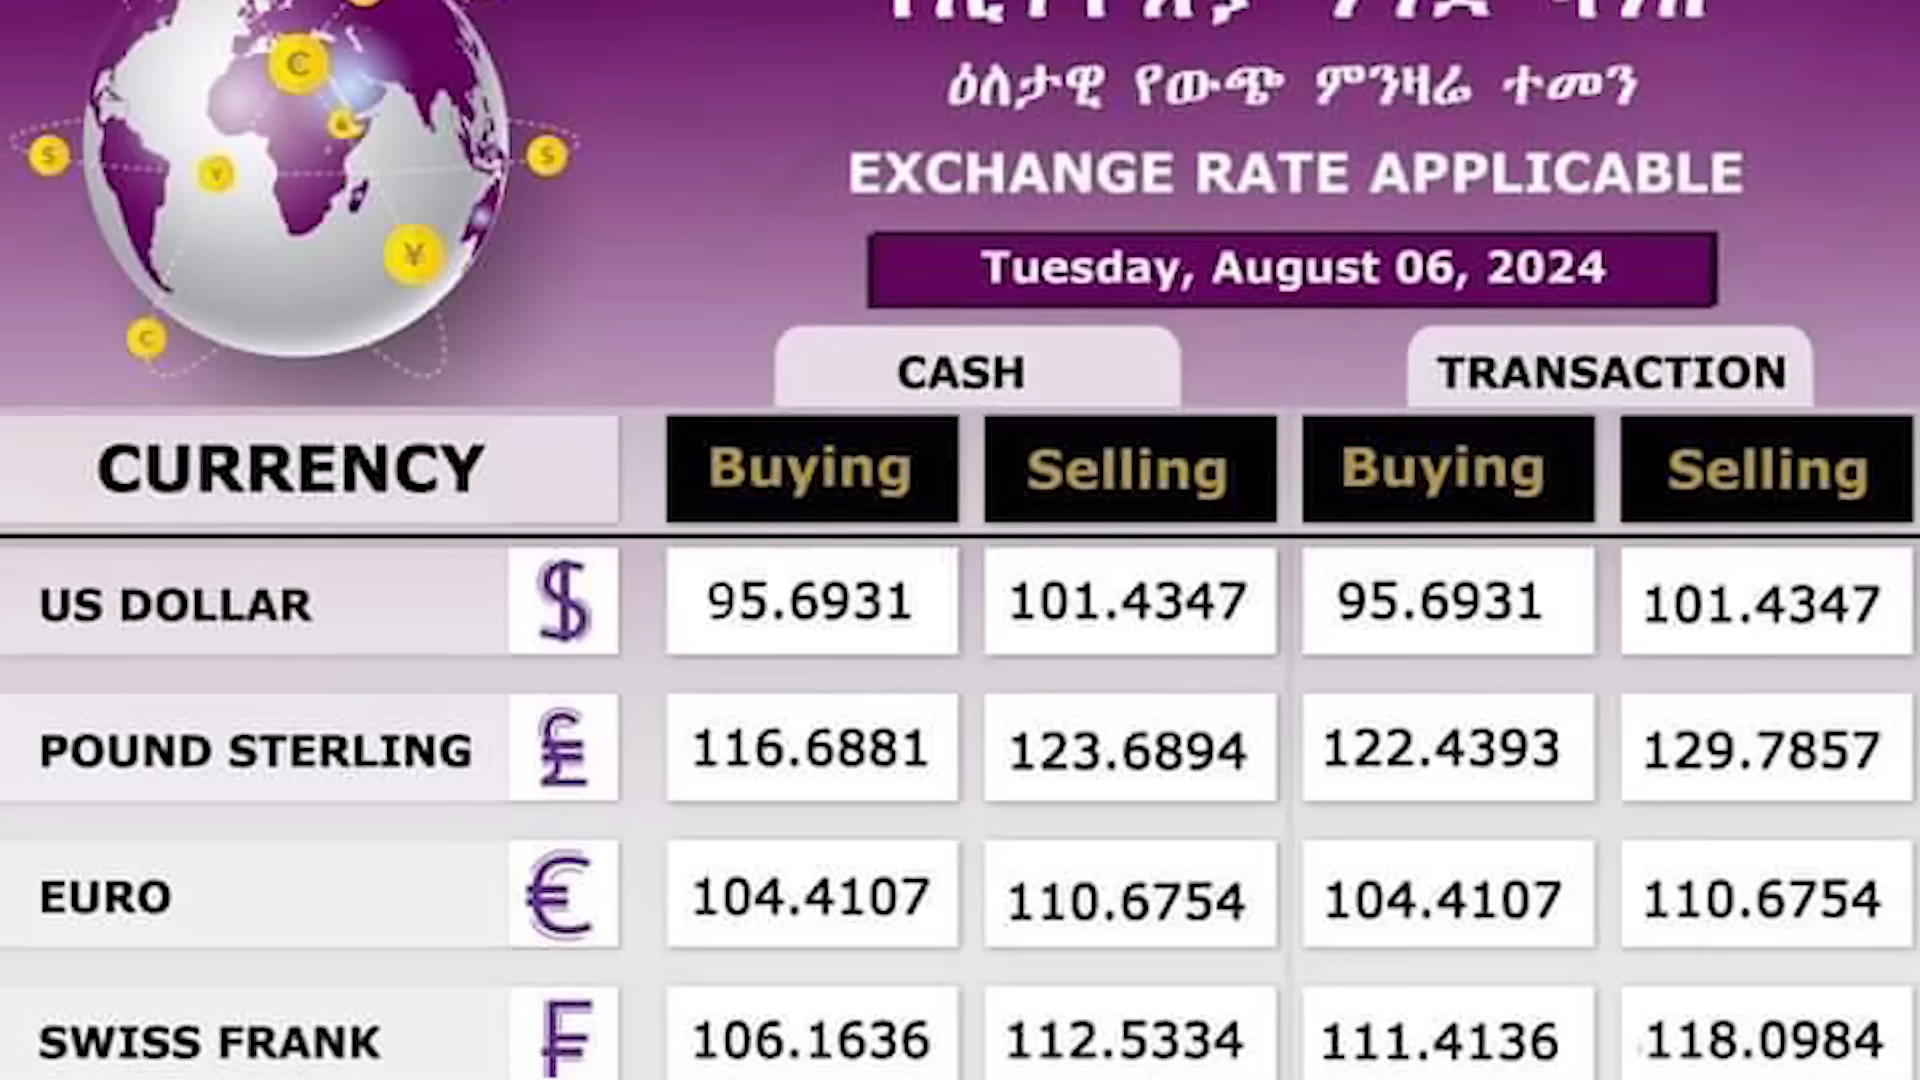 ዕለታዊ የውጭ ምንዛሬ ተመን
EXCHANGE RATE APPLICABLE
Tuesday, August 06, 2024
CASH TRANSACTION
CURRENCY Buying Selling Buying Selling
US DOLLAR $ 95.6931 101.4347 95.6931 101.4347
POUND STERLING £ 116.6881 123.6894 122.4393 129.7857
EURO € 104.4107 110.6754 104.4107 110.6754
SWISS FRANK ₣ 106.1636 112.5334 111.4136 118.0984